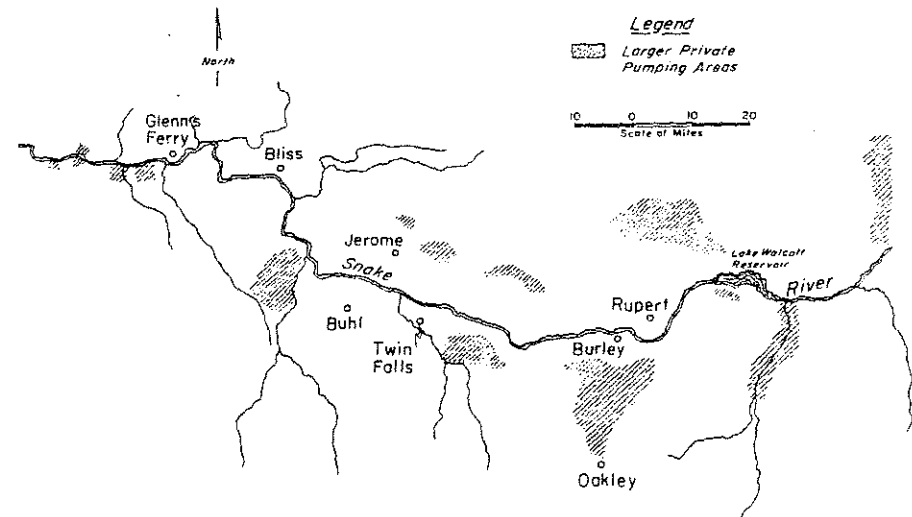 Legend
Larger Private
Pumping Areas
North
10 0 10 20
Scale of Miles
Glenns
Ferry
Bliss
Jerome
Snake
Lake Walcott
Reservoir
River
Rupert
Buhl
Twin
Falls
Burley
Oakley